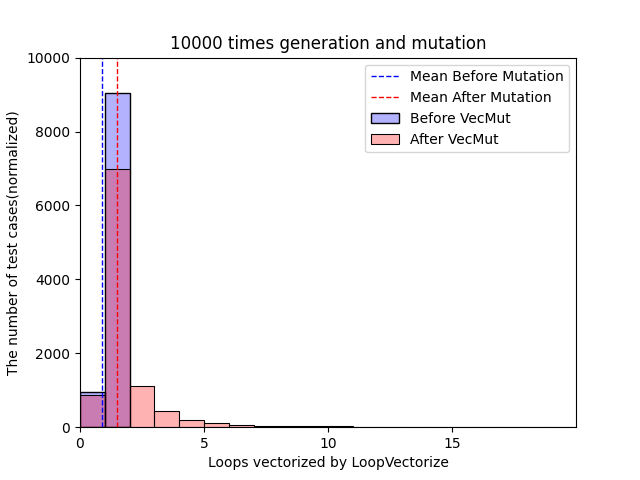 10000 times generation and mutation
Mean Before Mutation
Mean After Mutation
Before VecMut
After VecMut
The number of test cases(normalized)
10000
8000
6000
4000
2000
0
0 5 10 15
Loops vectorized by LoopVectorize